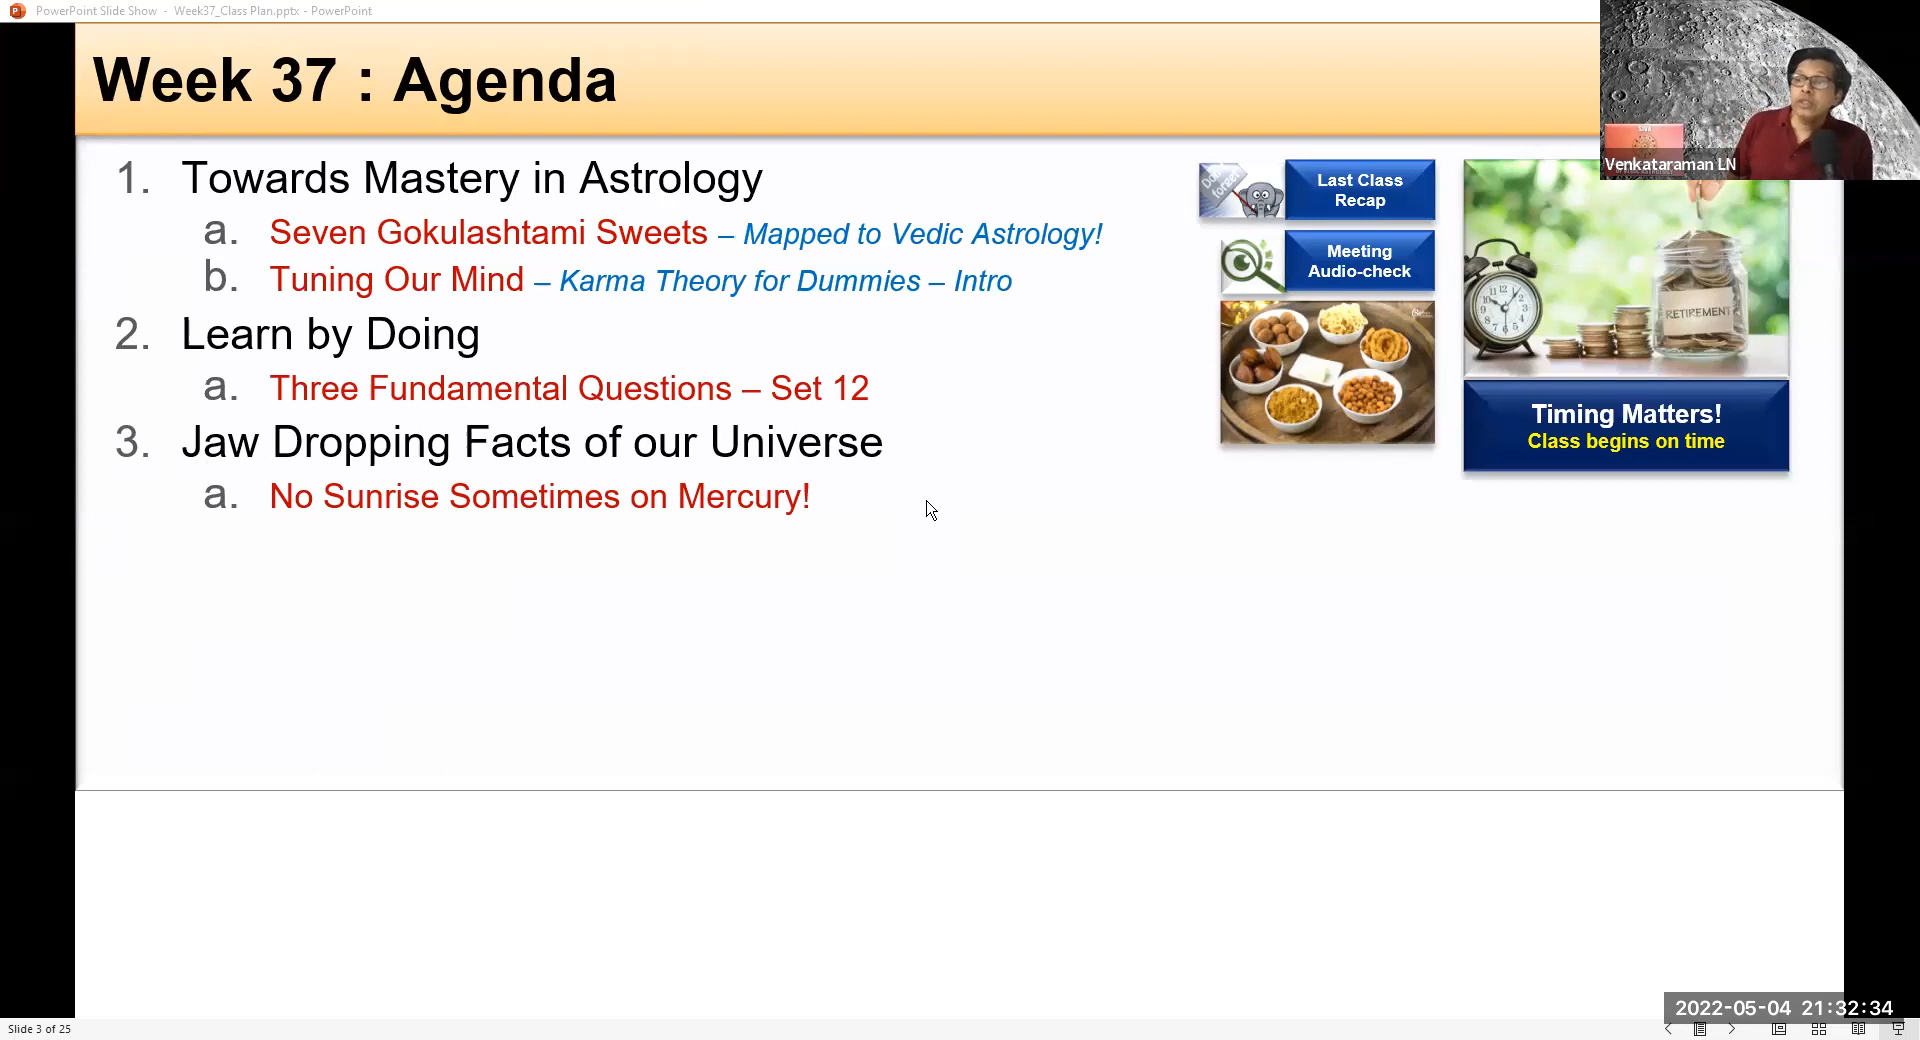 PowerPoint Slide Show - Week37_Class Plan.pptx - PowerPoint
Week 37 : Agenda
1. Towards Mastery in Astrology
a. Seven Gokulashtami Sweets – Mapped to Vedic Astrology!
b. Tuning Our Mind – Karma Theory for Dummies – Intro
2. Learn by Doing
a. Three Fundamental Questions – Set 12
3. Jaw Dropping Facts of our Universe
a. No Sunrise Sometimes on Mercury!
Last Class
Recap
Meeting
Audio-check
RETIREMENT
Timing Matters!
Class begins on time
Venkataraman LN
2022-05-04 21:32:34
Slide 3 of 25